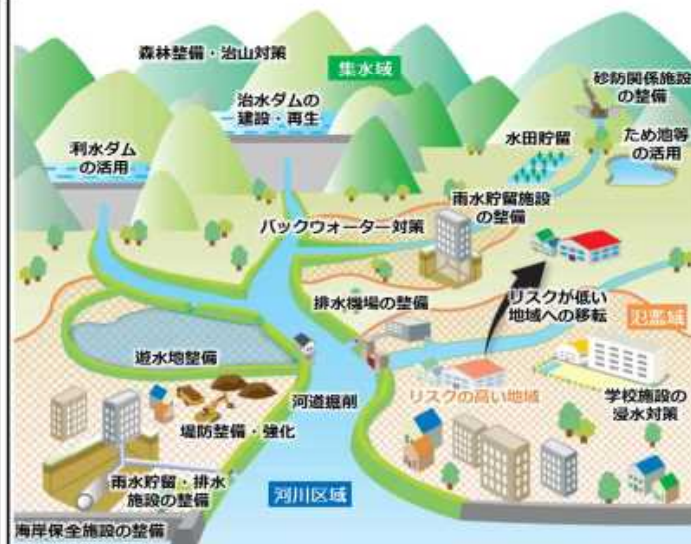 森林整備・治山対策
集水域
砂防関係施設
の整備
治水ダムの
建設・再生
水田貯留
ため池等
の活用
利水ダム
の活用
雨水貯留施設
の整備
バックウォーター対策
排水機場の整備
リスクが低い
地域への移転
氾濫域
遊水地整備
リスクの高い地域
学校施設の
浸水対策
河道掘削
堤防整備・強化
雨水貯留・排水
施設の整備
河川区域
海岸保全施設の整備